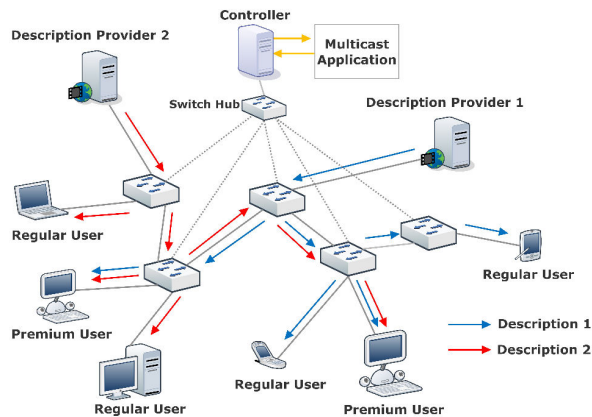 Controller
Description Provider 2
Multicast
Application
Switch Hub
Description Provider 1
Regular User
Regular User
Premium User
Description 1
Description 2
Regular User
Regular User
Premium User